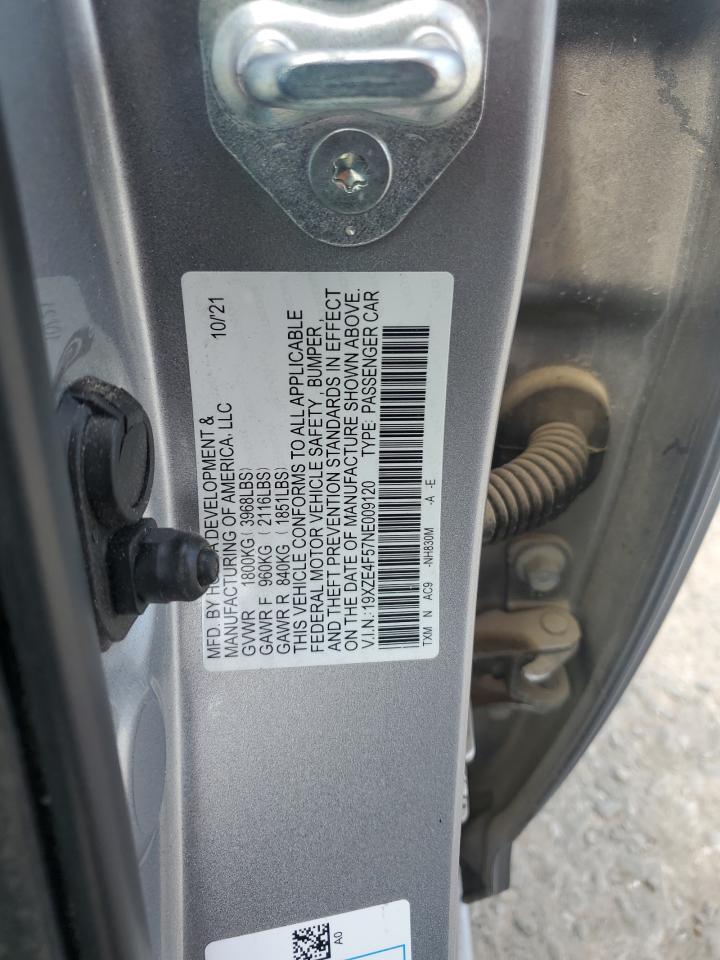 MFD. BY HONDA DEVELOPMENT &
MANUFACTURING OF AMERICA, LLC 10/'21
GVWR 1800KG (3968LBS)
GAWR F 960KG (2116LBS)
GAWR R 840KG (1851LBS)
THIS VEHICLE CONFORMS TO ALL APPLICABLE
FEDERAL MOTOR VEHICLE SAFETY, BUMPER,
AND THEFT PREVENTION STANDARDS IN EFFECT
ON THE DATE OF MANUFACTURE SHOWN ABOVE.
V.I.N.: 19XZE4F57NE009120 TYPE: PASSENGER CAR
TXM N AC9 -NH830M -A -E
A0